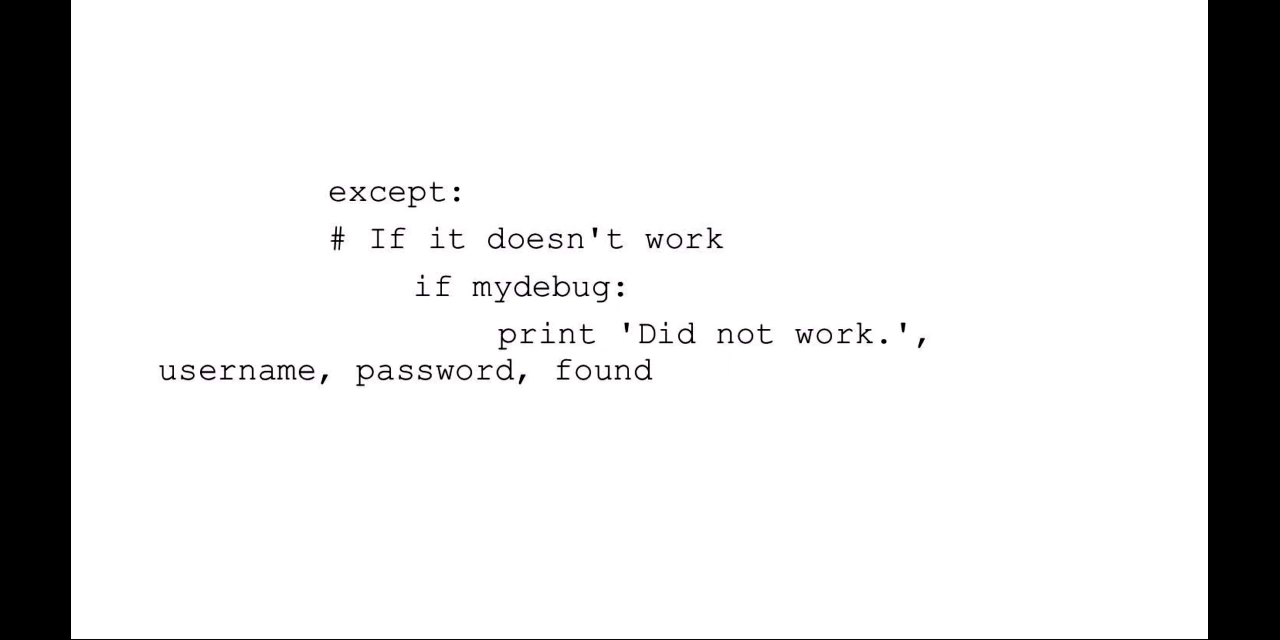 except:
# If it doesn't work
if mydebug:
print 'Did not work.',
username, password, found